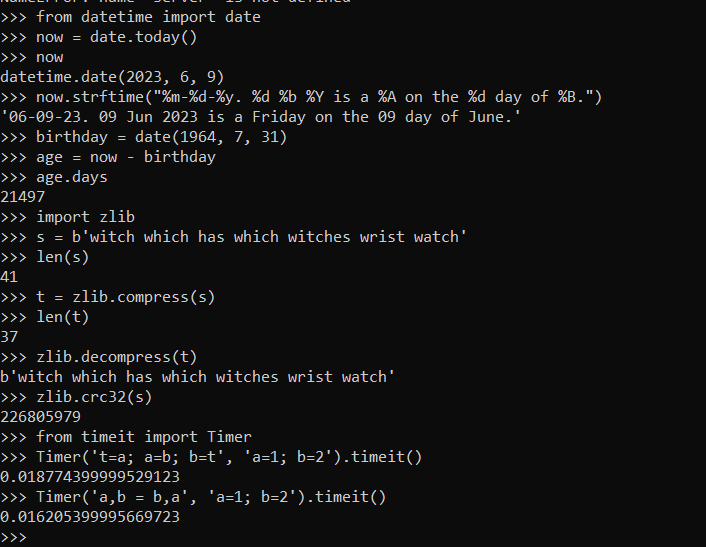 NameError: name 'server' is not defined
>>> from datetime import date
>>> now = date.today()
>>> now
datetime.date(2023, 6, 9)
>>> now.strftime("%m-%d-%y. %d %b %Y is a %A on the %d day of %B.")
'06-09-23. 09 Jun 2023 is a Friday on the 09 day of June.'
>>> birthday = date(1964, 7, 31)
>>> age = now - birthday
>>> age.days
21497
>>> import zlib
>>> s = b'witch which has which witches wrist watch'
>>> len(s)
41
>>> t = zlib.compress(s)
>>> len(t)
37
>>> zlib.decompress(t)
b'witch which has which witches wrist watch'
>>> zlib.crc32(s)
226805979
>>> from timeit import Timer
>>> Timer('t=a; a=b; b=t', 'a=1; b=2').timeit()
0.018774399999529123
>>> Timer('a,b = b,a', 'a=1; b=2').timeit()
0.016205399995669723
>>>